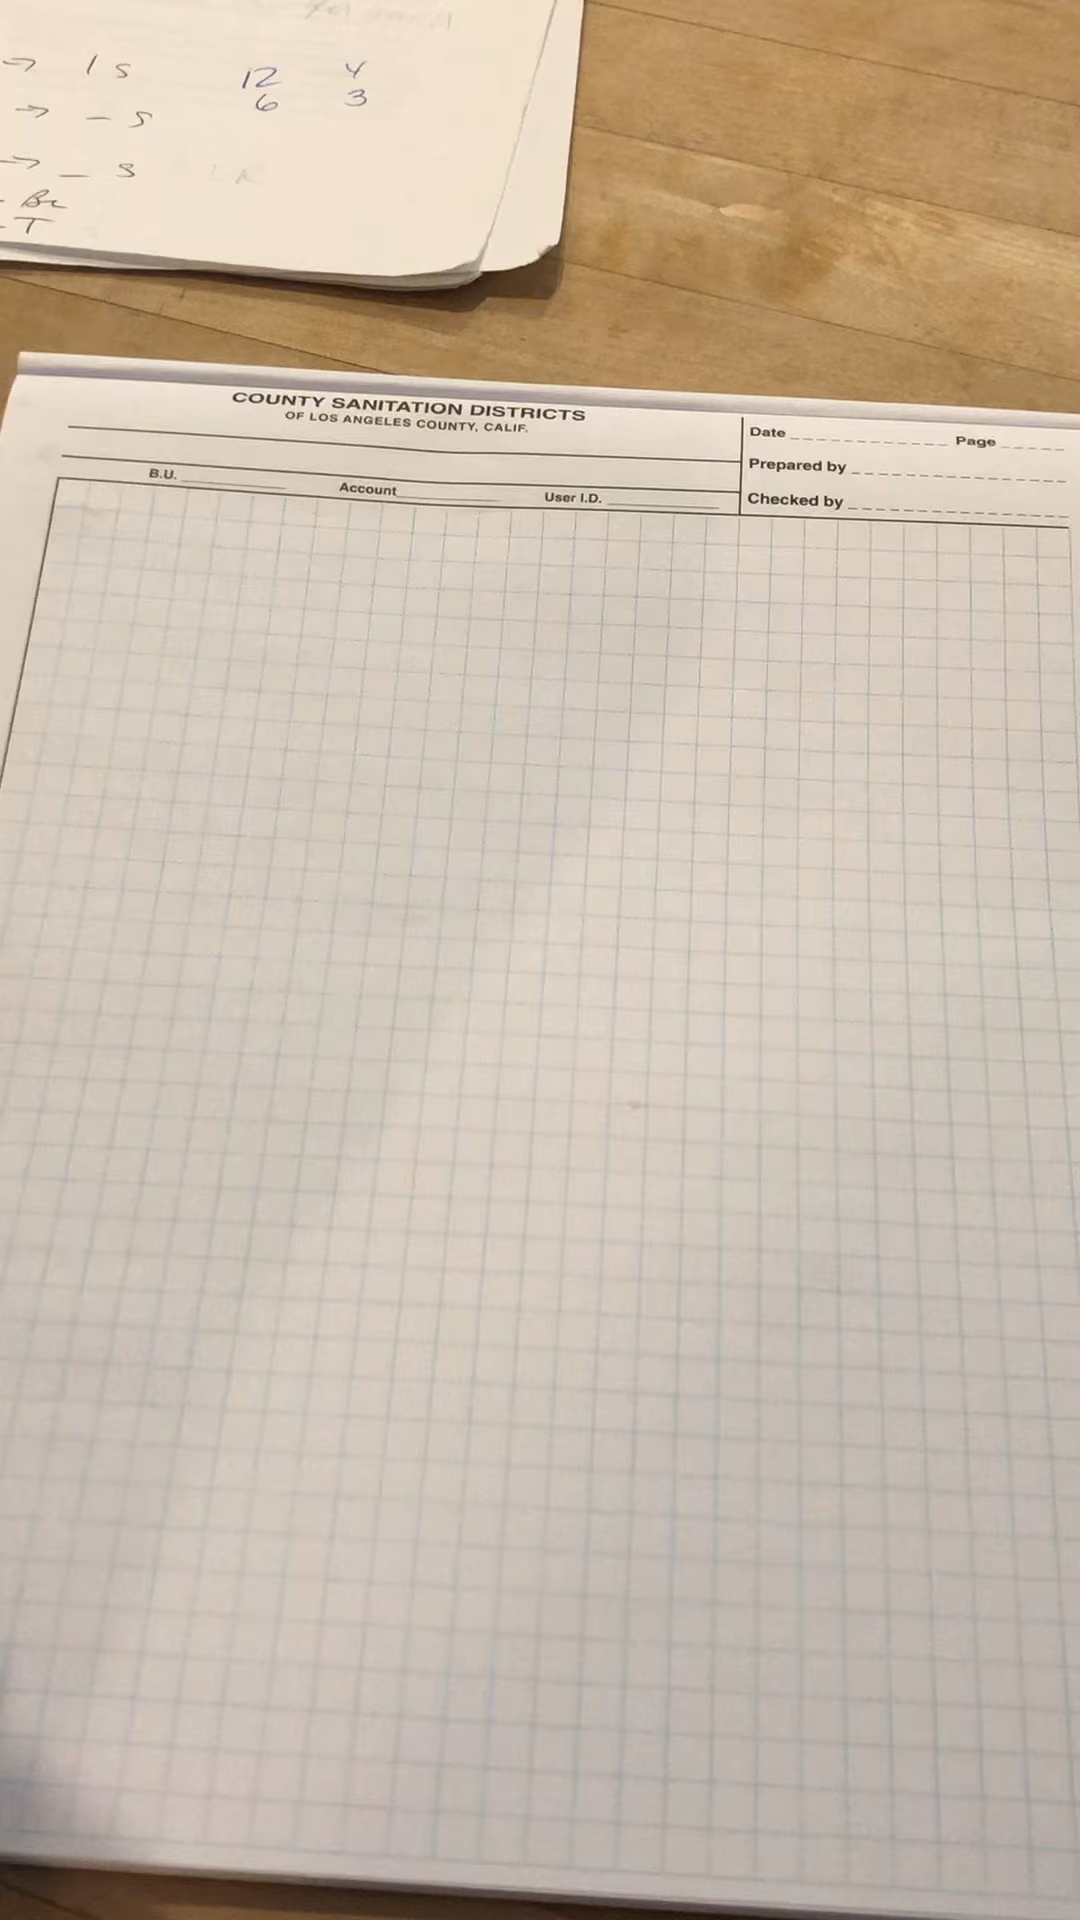 → 1 S 12 4
→ – S 6 3
→ _ S
- Br
- T
COUNTY SANITATION DISTRICTS
OF LOS ANGELES COUNTY, CALIF.
Date Page
Prepared by
Checked by
B.U. Account User I.D.